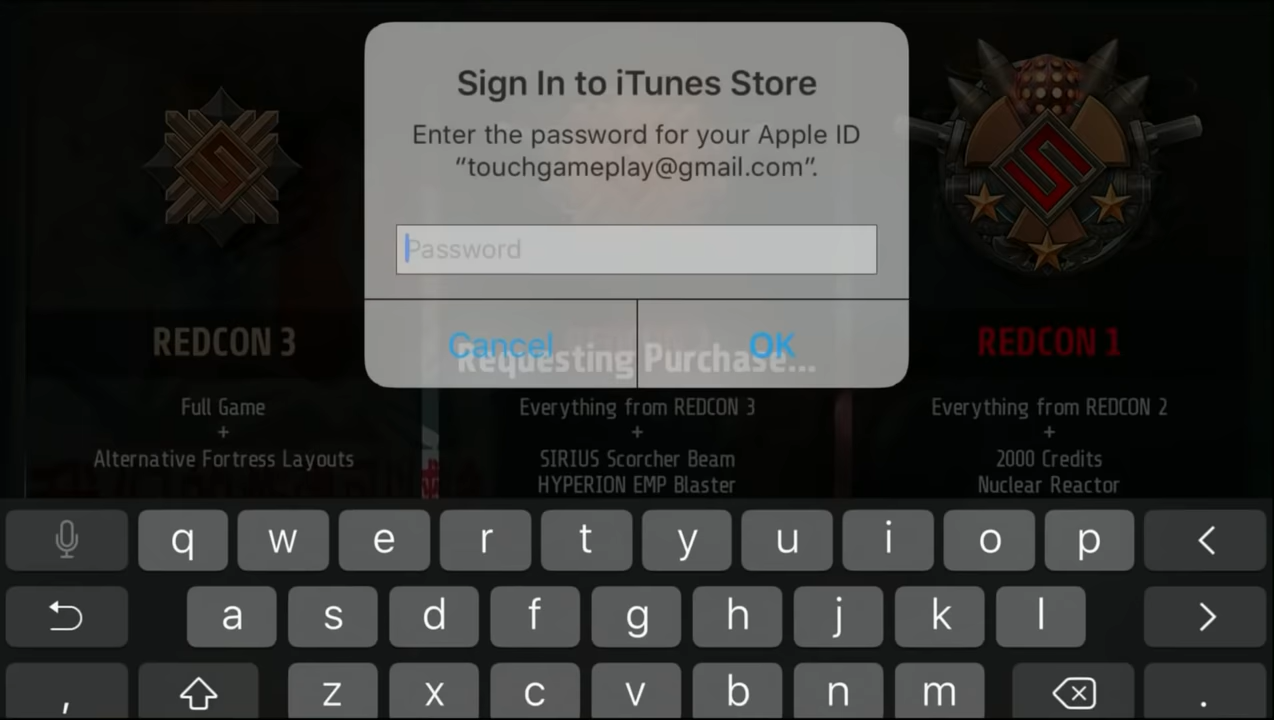 Sign In to iTunes Store
Enter the password for your Apple ID
“touchgameplay@gmail.com”.
Password
Cancel
OK
Requesting Purchase...
REDCON 3
REDCON 1
Full Game
+
Alternative Fortress Layouts
Everything from REDCON 3
+
SIRIUS Scorcher Beam
HYPERION EMP Blaster
Everything from REDCON 2
+
2000 Credits
Nuclear Reactor
q w e r t y u i o p <
a s d f g h j k l >
, z x c v b n m .